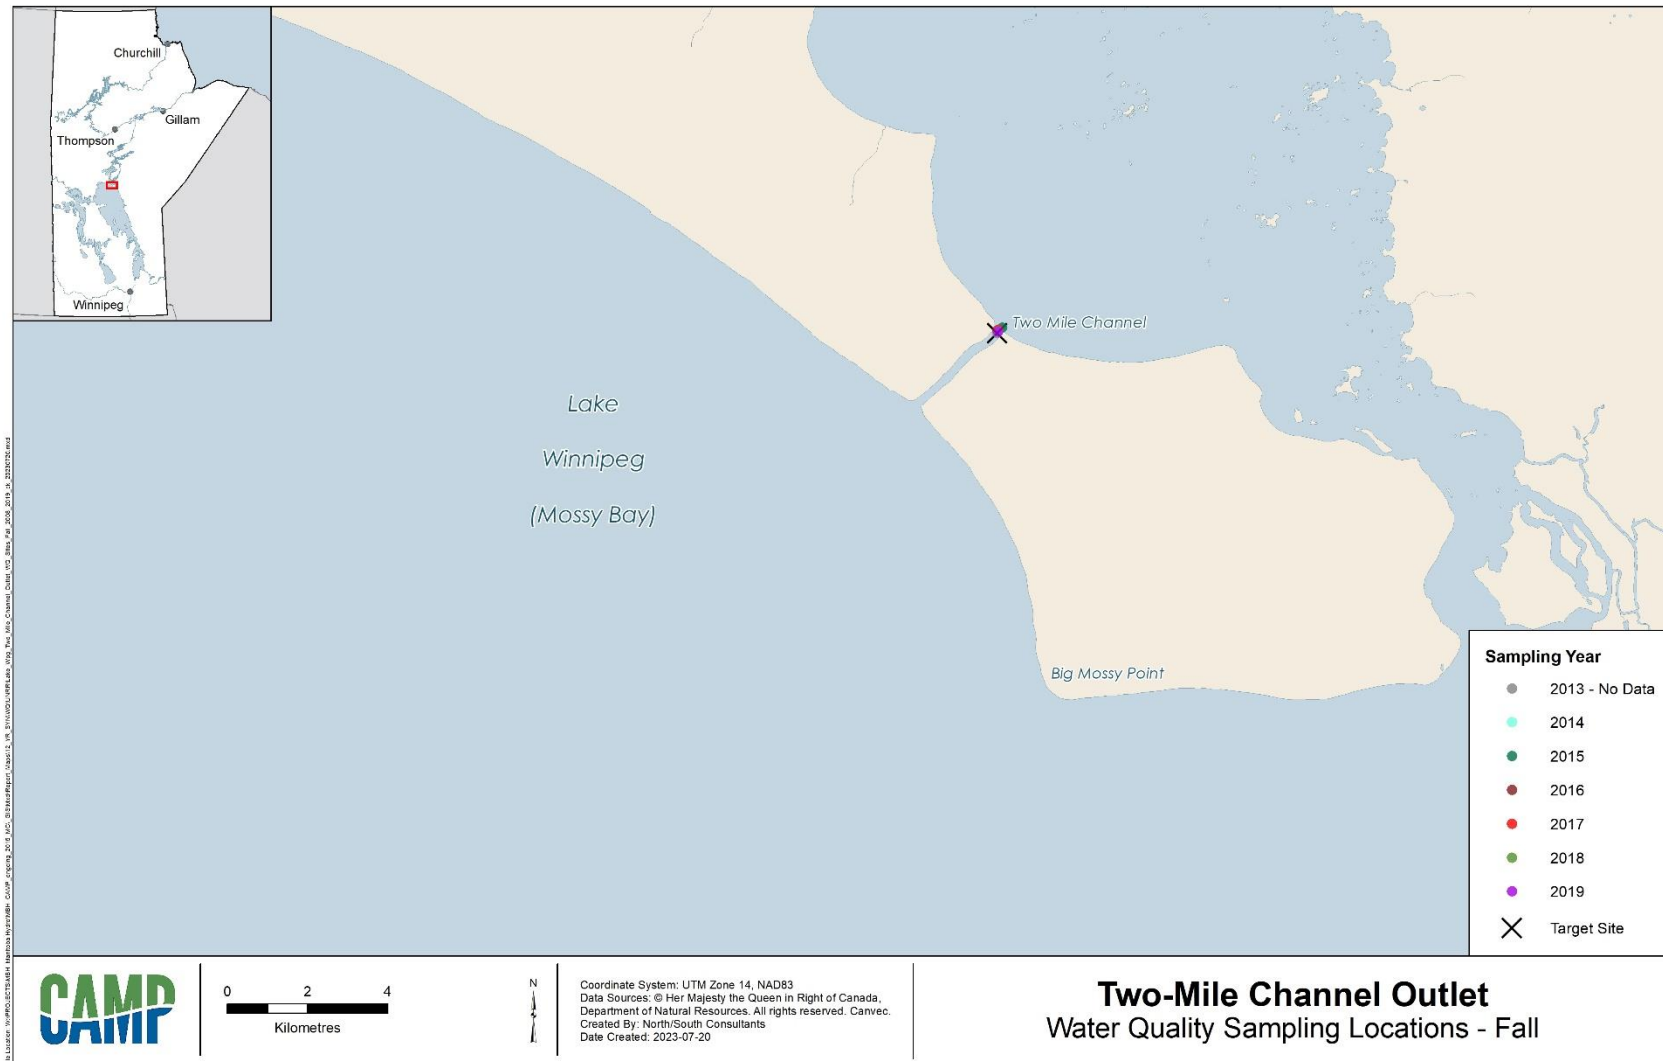 Churchill
Gillam
Thompson
Winnipeg
Two Mile Channel
Lake
Winnipeg
(Mossy Bay)
Big Mossy Point
Sampling Year
2013 - No Data
2014
2015
2016
2017
2018
2019
Target Site
CAMP
0 2 4
Kilometres
N
Coordinate System: UTM Zone 14, NAD83
Data Sources: © Her Majesty the Queen in Right of Canada,
Department of Natural Resources. All rights reserved. Canvec.
Created By: North/South Consultants
Date Created: 2023-07-20
Two-Mile Channel Outlet
Water Quality Sampling Locations - Fall